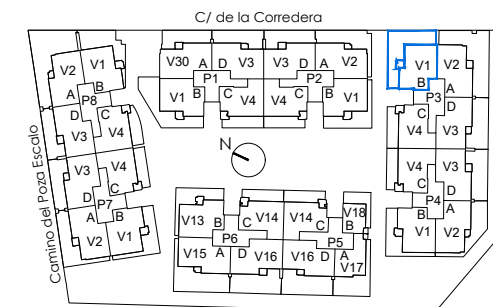 C/ de la Corredera
V30 A D V3
P1
V1 B C V4
V3 D A V2
P2
V4 C B V1
V1 V2
B A
P3
C D
V4 V3
V4 V3
C D
P4
B A
V1 V2
V2 V1
A B
P8
D C
V3 V4
V3 V4
D C
P7
A B
V2 V1
Camino del Poza Escalo
N
V13 B C V14
P6
V15 A D V16
V14 C B V18
P5
V16 D A V17